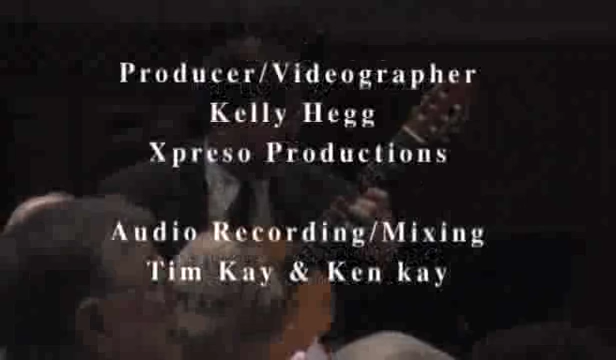 Producer/Videographer
Kelly Hegg
Xpreso Productions
Audio Recording/Mixing
Tim Kay & Ken kay